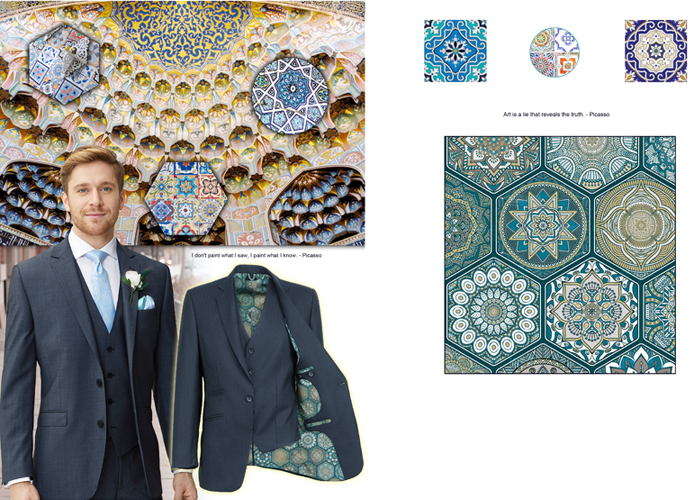 Art is a lie that reveals the truth. - Picasso
I don't paint what I saw, I paint what I know. - Picasso